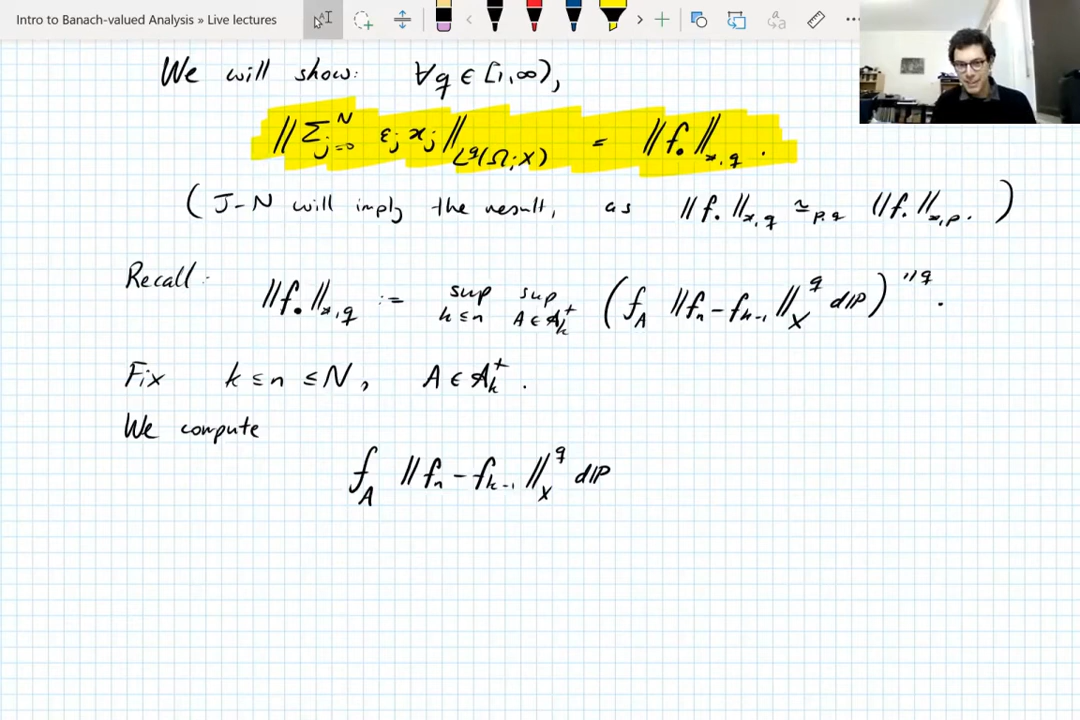 Intro to Banach-valued Analysis » Live lectures
We will show: ∀q ∈ [1,∞),
‖Σ_{j=0}^N ε_j x_j‖_{L^q(Ω;X)} = ‖f.‖_{*,q}.
(J-N will imply the result, as ‖f.‖_{*,q} ≃_{p,q} ‖f.‖_{*,p}.)
Recall: ‖f.‖_{*,q} := sup_{k≤n} sup_{A∈𝒜_k^+} (⨍_A ‖f_n - f_{k-1}‖_X^q dℙ)^{1/q}.
Fix k ≤ n ≤ N, A ∈ 𝒜_k^+.
We compute
⨍_A ‖f_n - f_{k-1}‖_X^q dℙ